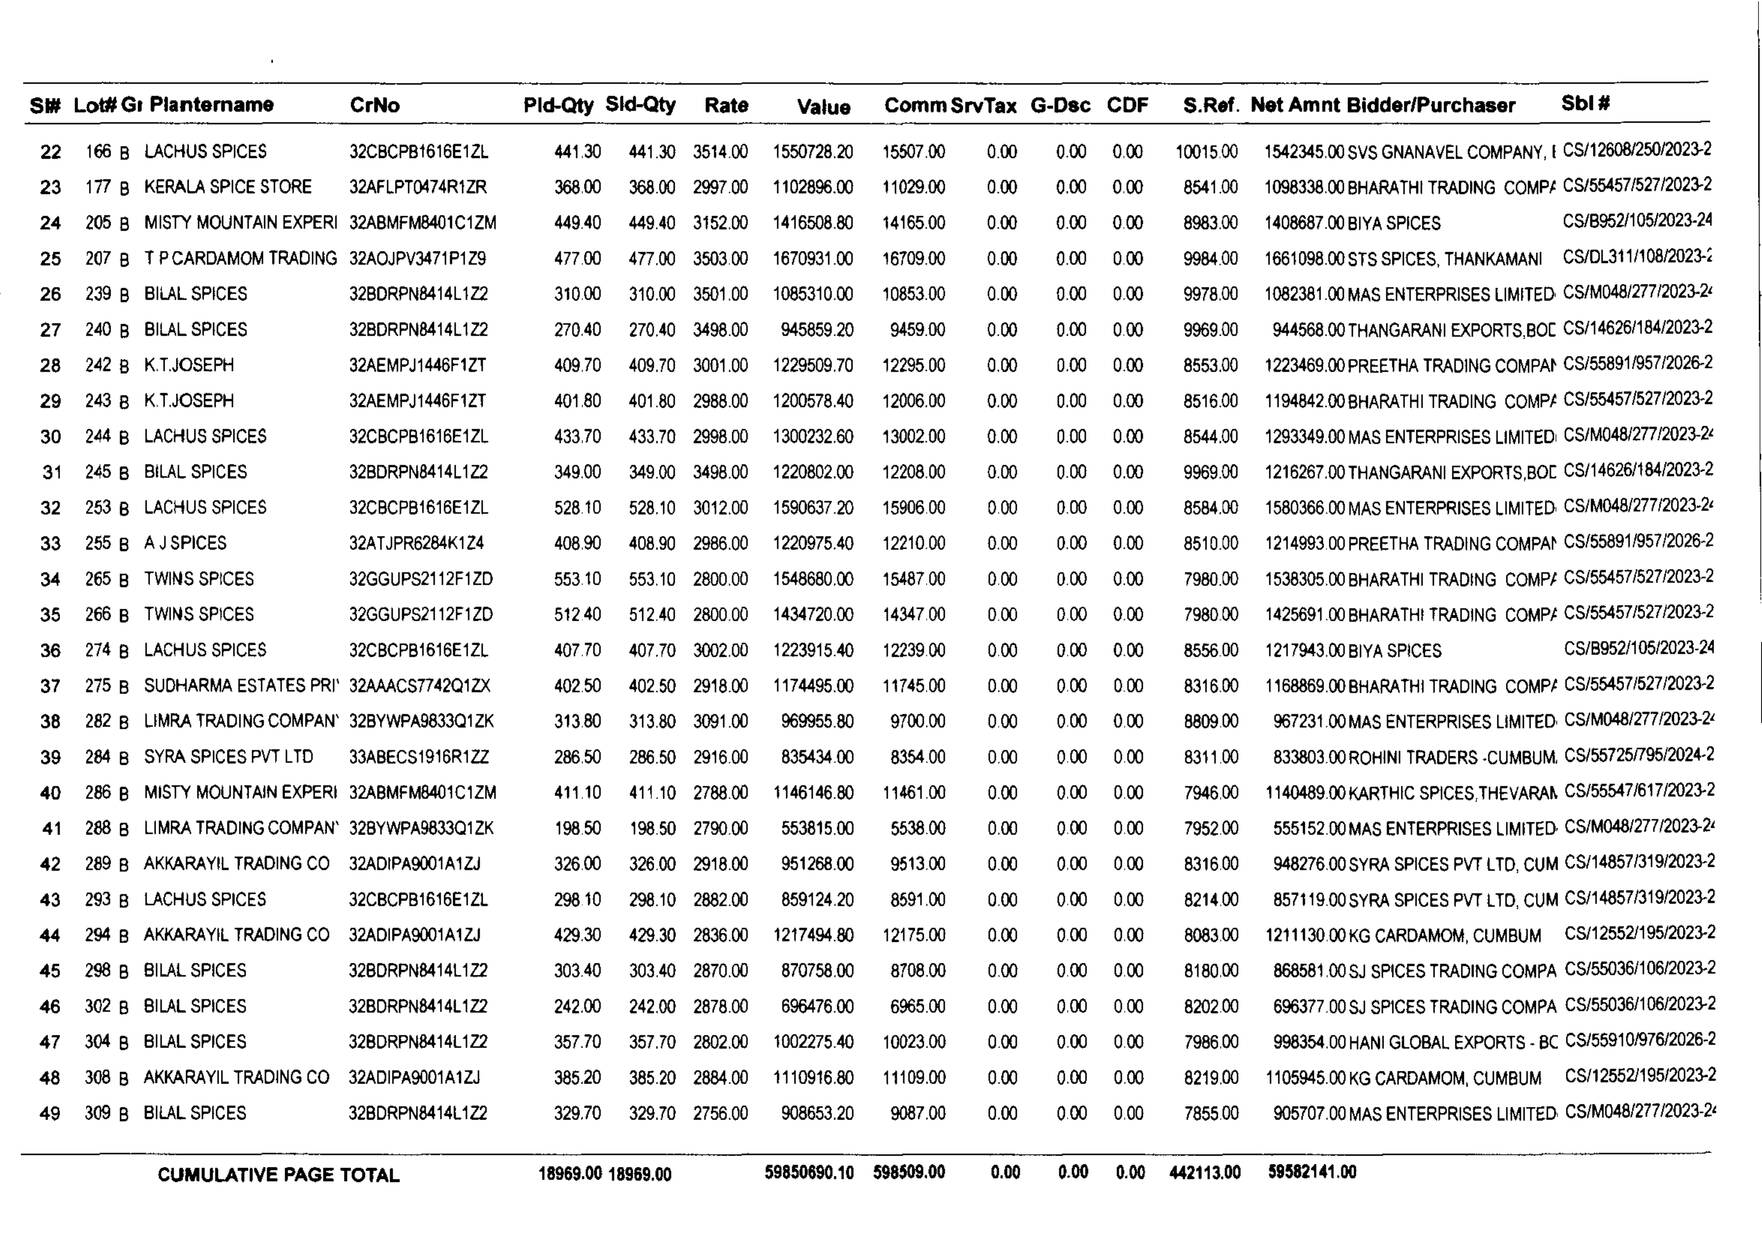 Sl# Lot# Gr Plantername CrNo Pld-Qty Sld-Qty Rate Value Comm SrvTax G-Dsc CDF S.Ref. Net Amnt Bidder/Purchaser Sbl #
22 166 B LACHUS SPICES 32CBCPB1616E1ZL 441.30 441.30 3514.00 1550728.20 15507.00 0.00 0.00 0.00 10015.00 1542345.00 SVS GNANAVEL COMPANY, CS/12608/250/2023-2
23 177 B KERALA SPICE STORE 32AFLPT0474R1ZR 368.00 368.00 2997.00 1102896.00 11029.00 0.00 0.00 0.00 8541.00 1098338.00 BHARATHI TRADING COMPA CS/55457/527/2023-2
24 205 B MISTY MOUNTAIN EXPERI 32ABMFM8401C1ZM 449.40 449.40 3152.00 1416508.80 14165.00 0.00 0.00 0.00 8983.00 1408687.00 BIYA SPICES CS/B952/105/2023-24
25 207 B T P CARDAMOM TRADING 32AOJPV3471P1Z9 477.00 477.00 3503.00 1670931.00 16709.00 0.00 0.00 0.00 9984.00 1661098.00 STS SPICES, THANKAMANI CS/DL311/108/2023-2
26 239 B BILAL SPICES 32BDRPN8414L1Z2 310.00 310.00 3501.00 1085310.00 10853.00 0.00 0.00 0.00 9978.00 1082381.00 MAS ENTERPRISES LIMITED CS/M048/277/2023-24
27 240 B BILAL SPICES 32BDRPN8414L1Z2 270.40 270.40 3498.00 945859.20 9459.00 0.00 0.00 0.00 9969.00 944568.00 THANGARANI EXPORTS,BOD CS/14626/184/2023-2
28 242 B K.T.JOSEPH 32AEMPJ1446F1ZT 409.70 409.70 3001.00 1229509.70 12295.00 0.00 0.00 0.00 8553.00 1223469.00 PREETHA TRADING COMPAN CS/55891/957/2026-2
29 243 B K.T.JOSEPH 32AEMPJ1446F1ZT 401.80 401.80 2988.00 1200578.40 12006.00 0.00 0.00 0.00 8516.00 1194842.00 BHARATHI TRADING COMPA CS/55457/527/2023-2
30 244 B LACHUS SPICES 32CBCPB1616E1ZL 433.70 433.70 2998.00 1300232.60 13002.00 0.00 0.00 0.00 8544.00 1293349.00 MAS ENTERPRISES LIMITED CS/M048/277/2023-24
31 245 B BILAL SPICES 32BDRPN8414L1Z2 349.00 349.00 3498.00 1220802.00 12208.00 0.00 0.00 0.00 9969.00 1216267.00 THANGARANI EXPORTS,BOD CS/14626/184/2023-2
32 253 B LACHUS SPICES 32CBCPB1616E1ZL 528.10 528.10 3012.00 1590637.20 15906.00 0.00 0.00 0.00 8584.00 1580366.00 MAS ENTERPRISES LIMITED CS/M048/277/2023-24
33 255 B A J SPICES 32ATJPR6284K1Z4 408.90 408.90 2986.00 1220975.40 12210.00 0.00 0.00 0.00 8510.00 1214993.00 PREETHA TRADING COMPAN CS/55891/957/2026-2
34 265 B TWINS SPICES 32GGUPS2112F1ZD 553.10 553.10 2800.00 1548680.00 15487.00 0.00 0.00 0.00 7980.00 1538305.00 BHARATHI TRADING COMPA CS/55457/527/2023-2
35 266 B TWINS SPICES 32GGUPS2112F1ZD 512.40 512.40 2800.00 1434720.00 14347.00 0.00 0.00 0.00 7980.00 1425691.00 BHARATHI TRADING COMPA CS/55457/527/2023-2
36 274 B LACHUS SPICES 32CBCPB1616E1ZL 407.70 407.70 3002.00 1223915.40 12239.00 0.00 0.00 0.00 8556.00 1217943.00 BIYA SPICES CS/B952/105/2023-24
37 275 B SUDHARMA ESTATES PRI 32AAACS7742Q1ZX 402.50 402.50 2918.00 1174495.00 11745.00 0.00 0.00 0.00 8316.00 1168869.00 BHARATHI TRADING COMPA CS/55457/527/2023-2
38 282 B LIMRA TRADING COMPAN 32BYWPA9833Q1ZK 313.80 313.80 3091.00 969955.80 9700.00 0.00 0.00 0.00 8809.00 967231.00 MAS ENTERPRISES LIMITED CS/M048/277/2023-24
39 284 B SYRA SPICES PVT LTD 33ABECS1916R1ZZ 286.50 286.50 2916.00 835434.00 8354.00 0.00 0.00 0.00 8311.00 833803.00 ROHINI TRADERS -CUMBUM, CS/55725/795/2024-2
40 286 B MISTY MOUNTAIN EXPERI 32ABMFM8401C1ZM 411.10 411.10 2788.00 1146146.80 11461.00 0.00 0.00 0.00 7946.00 1140489.00 KARTHIC SPICES,THEVARAM CS/55547/617/2023-2
41 288 B LIMRA TRADING COMPAN 32BYWPA9833Q1ZK 198.50 198.50 2790.00 553815.00 5538.00 0.00 0.00 0.00 7952.00 555152.00 MAS ENTERPRISES LIMITED CS/M048/277/2023-24
42 289 B AKKARAYIL TRADING CO 32ADIPA9001A1ZJ 326.00 326.00 2918.00 951268.00 9513.00 0.00 0.00 0.00 8316.00 948276.00 SYRA SPICES PVT LTD, CUM CS/14857/319/2023-2
43 293 B LACHUS SPICES 32CBCPB1616E1ZL 298.10 298.10 2882.00 859124.20 8591.00 0.00 0.00 0.00 8214.00 857119.00 SYRA SPICES PVT LTD, CUM CS/14857/319/2023-2
44 294 B AKKARAYIL TRADING CO 32ADIPA9001A1ZJ 429.30 429.30 2836.00 1217494.80 12175.00 0.00 0.00 0.00 8083.00 1211130.00 KG CARDAMOM, CUMBUM CS/12552/195/2023-2
45 298 B BILAL SPICES 32BDRPN8414L1Z2 303.40 303.40 2870.00 870758.00 8708.00 0.00 0.00 0.00 8180.00 868581.00 SJ SPICES TRADING COMPA CS/55036/106/2023-2
46 302 B BILAL SPICES 32BDRPN8414L1Z2 242.00 242.00 2878.00 696476.00 6965.00 0.00 0.00 0.00 8202.00 696377.00 SJ SPICES TRADING COMPA CS/55036/106/2023-2
47 304 B BILAL SPICES 32BDRPN8414L1Z2 357.70 357.70 2802.00 1002275.40 10023.00 0.00 0.00 0.00 7986.00 998354.00 HANI GLOBAL EXPORTS - BO CS/55910/976/2026-2
48 308 B AKKARAYIL TRADING CO 32ADIPA9001A1ZJ 385.20 385.20 2884.00 1110916.80 11109.00 0.00 0.00 0.00 8219.00 1105945.00 KG CARDAMOM, CUMBUM CS/12552/195/2023-2
49 309 B BILAL SPICES 32BDRPN8414L1Z2 329.70 329.70 2756.00 908653.20 9087.00 0.00 0.00 0.00 7855.00 905707.00 MAS ENTERPRISES LIMITED CS/M048/277/2023-24
CUMULATIVE PAGE TOTAL 18969.00 18969.00 59850690.10 598509.00 0.00 0.00 0.00 442113.00 59582141.00